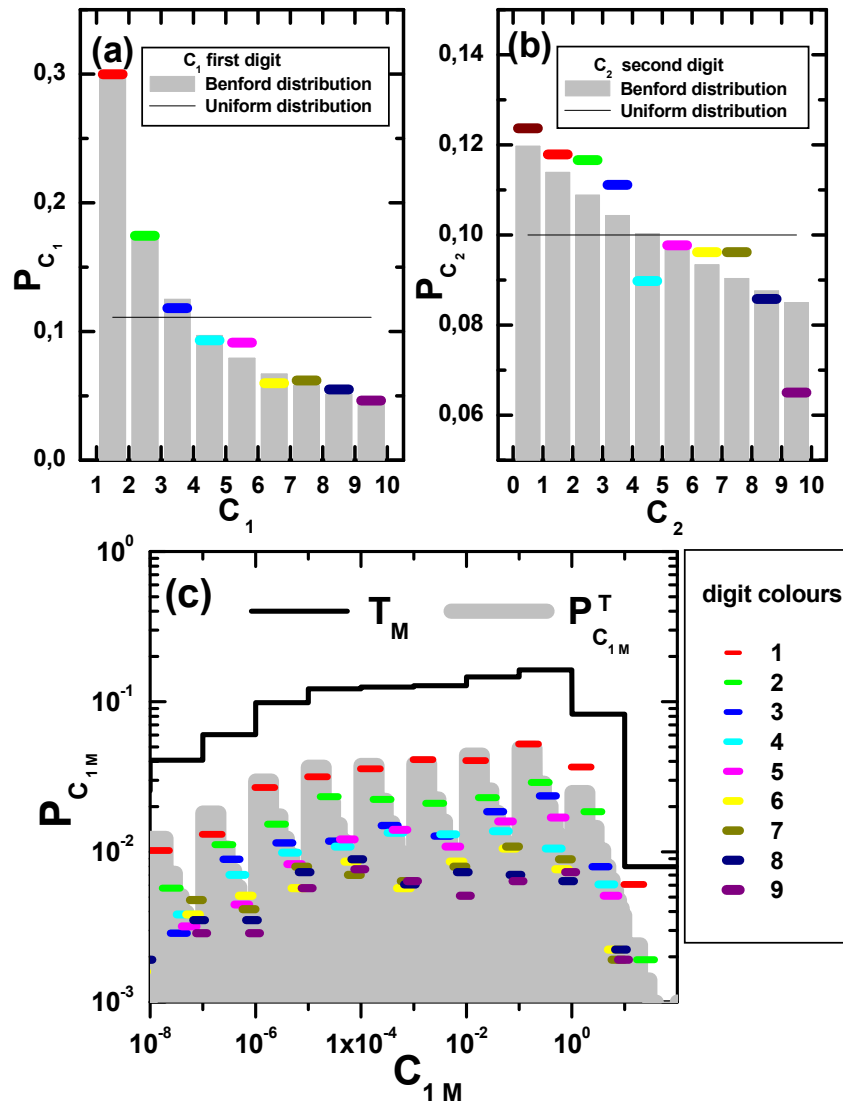 (a)
C1 first digit
Benford distribution
Uniform distribution
0,3
0,2
0,1
0,0
PC1
1 2 3 4 5 6 7 8 9 10
C1
(b)
C2 second digit
Benford distribution
Uniform distribution
0,14
0,12
0,10
0,08
0,06
PC2
0 1 2 3 4 5 6 7 8 9 10
C2
(c)
TM
P^T C1M
10^0
10^-1
10^-2
10^-3
PC1M
10^-8 10^-6 1x10^-4 10^-2 10^0
C1M
digit colours
1
2
3
4
5
6
7
8
9